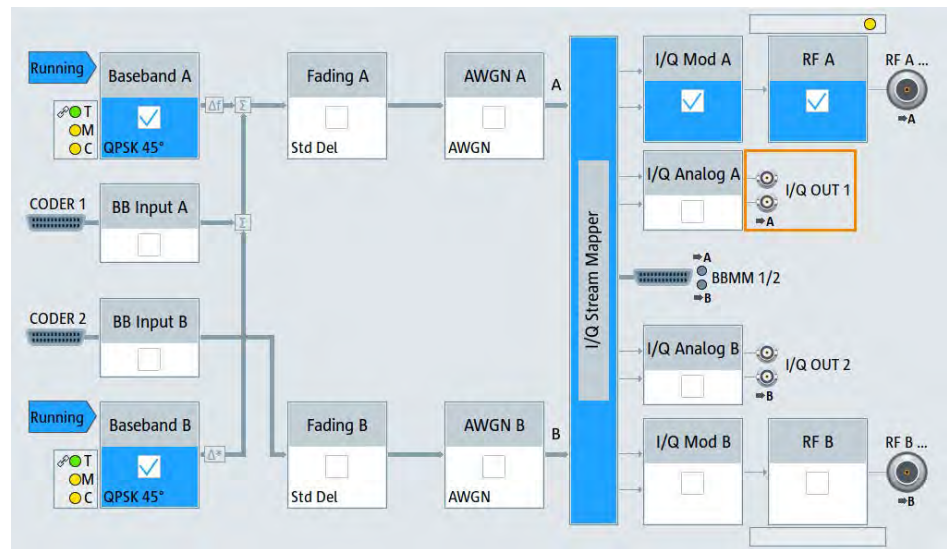 Running
Baseband A
T
M
C
QPSK 45°
Δf
Σ
Fading A
Std Del
AWGN A
AWGN
A
I/Q Mod A
RF A
RF A ...
➡A
CODER 1
BB Input A
Σ
I/Q Analog A
I/Q OUT 1
➡A
I/Q Stream Mapper
➡A
BBMM 1/2
➡B
CODER 2
BB Input B
I/Q Analog B
I/Q OUT 2
➡B
Running
Baseband B
T
M
C
QPSK 45°
Δ*
Fading B
Std Del
AWGN B
AWGN
B
I/Q Mod B
RF B
RF B ...
➡B